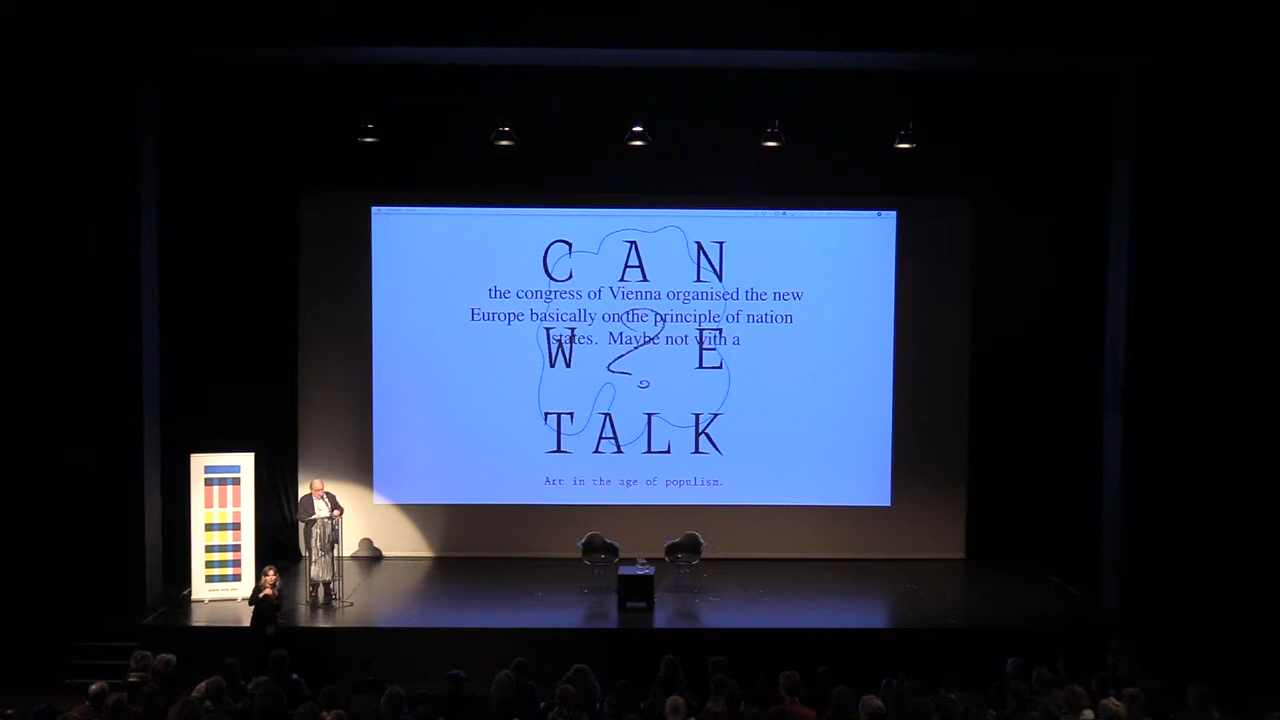 CAN
the congress of Vienna organised the new
Europe basically on the principle of nation
states. Maybe not with a
W ? E
TALK
Art in the age of populism.